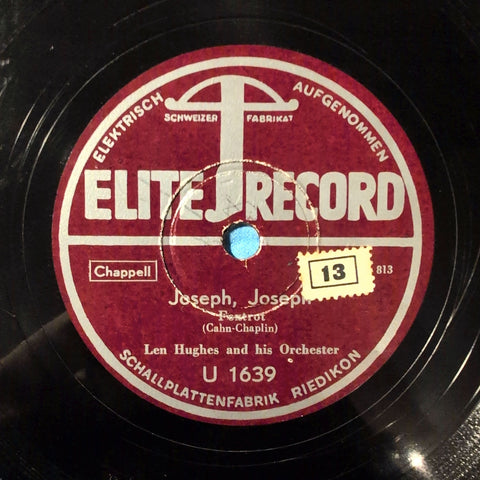 ELEKTRISCH AUFGENOMMEN
SCHWEIZER FABRIKAT
ELITE RECORD
Chappell
13
813
Joseph, Joseph
Foxtrot
(Cahn-Chaplin)
Len Hughes and his Orchester
U 1639
SCHALLPLATTENFABRIK RIEDIKON